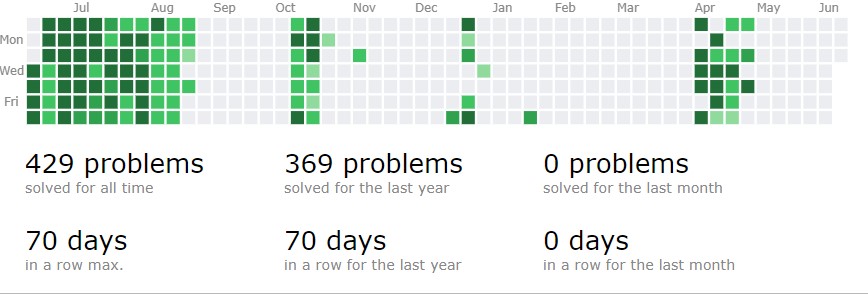 Jul Aug Sep Oct Nov Dec Jan Feb Mar Apr May Jun
Mon
Wed
Fri
429 problems 369 problems 0 problems
solved for all time solved for the last year solved for the last month
70 days 70 days 0 days
in a row max. in a row for the last year in a row for the last month